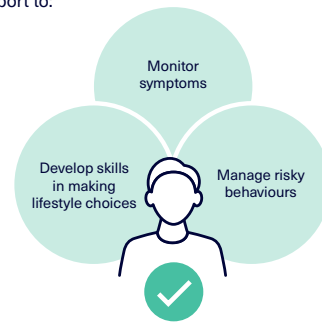 port to:
Monitor
symptoms
Develop skills
in making
lifestyle choices
Manage risky
behaviours